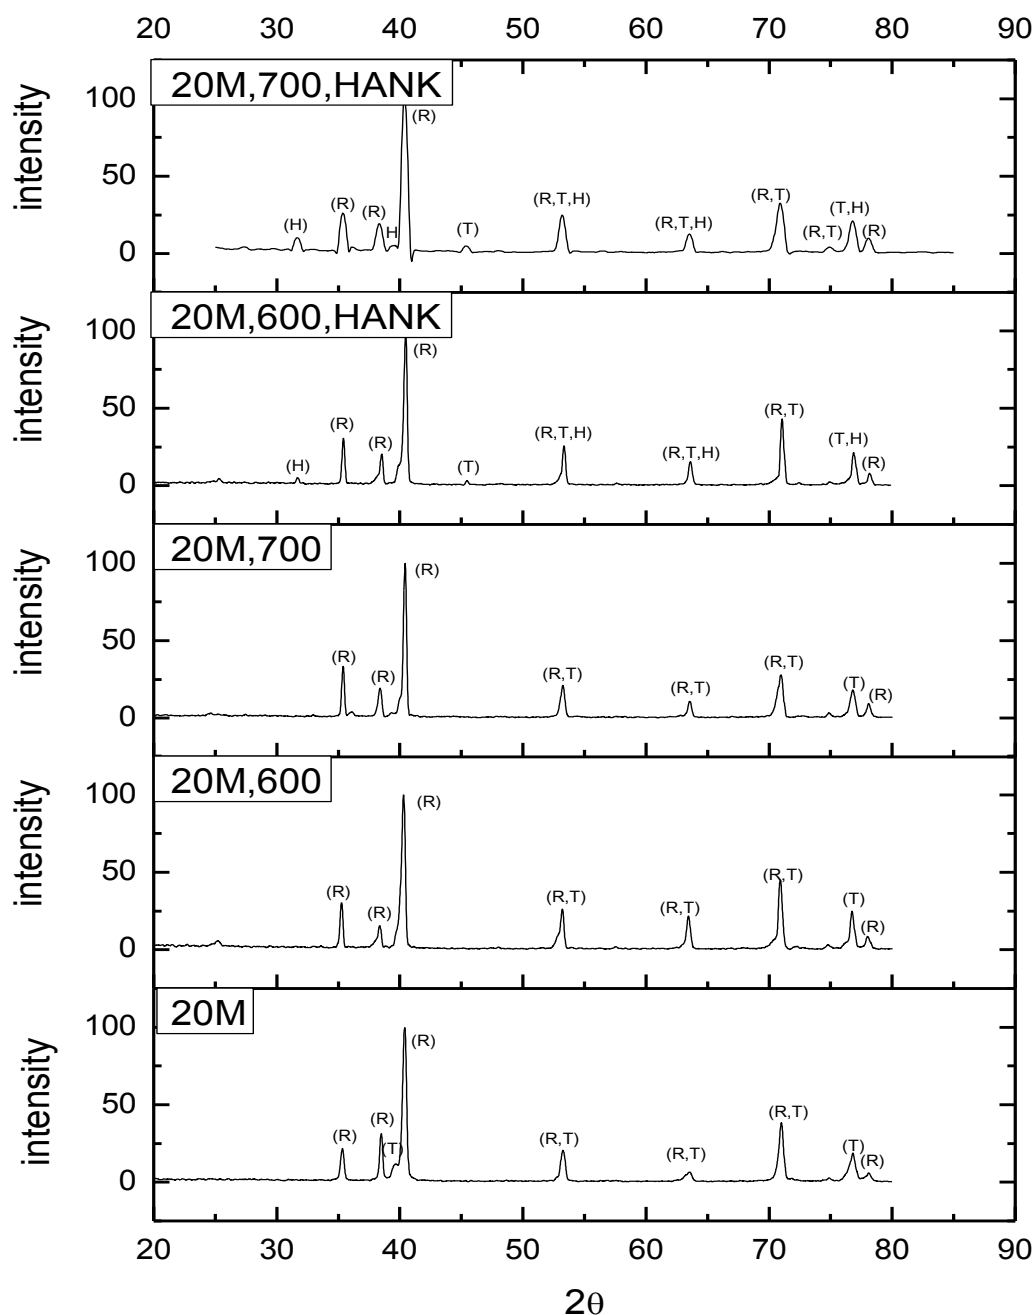 20 30 40 50 60 70 80 90
20M,700,HANK
intensity
100
50
0
(H) (R) (R) H (R) (T) (R,T,H) (R,T,H) (R,T) (R,T) (T,H) (R)
20M,600,HANK
intensity
100
50
0
(H) (R) (R) (R) (T) (R,T,H) (R,T,H) (R,T) (T,H) (R)
20M,700
intensity
100
50
0
(R) (R) (R) (R,T) (R,T) (R,T) (T) (R)
20M,600
intensity
100
50
0
(R) (R) (R) (R,T) (R,T) (R,T) (T) (R)
20M
intensity
100
50
0
(R) (R) (T) (R) (R,T) (R,T) (R,T) (T) (R)
20 30 40 50 60 70 80 90
2θ